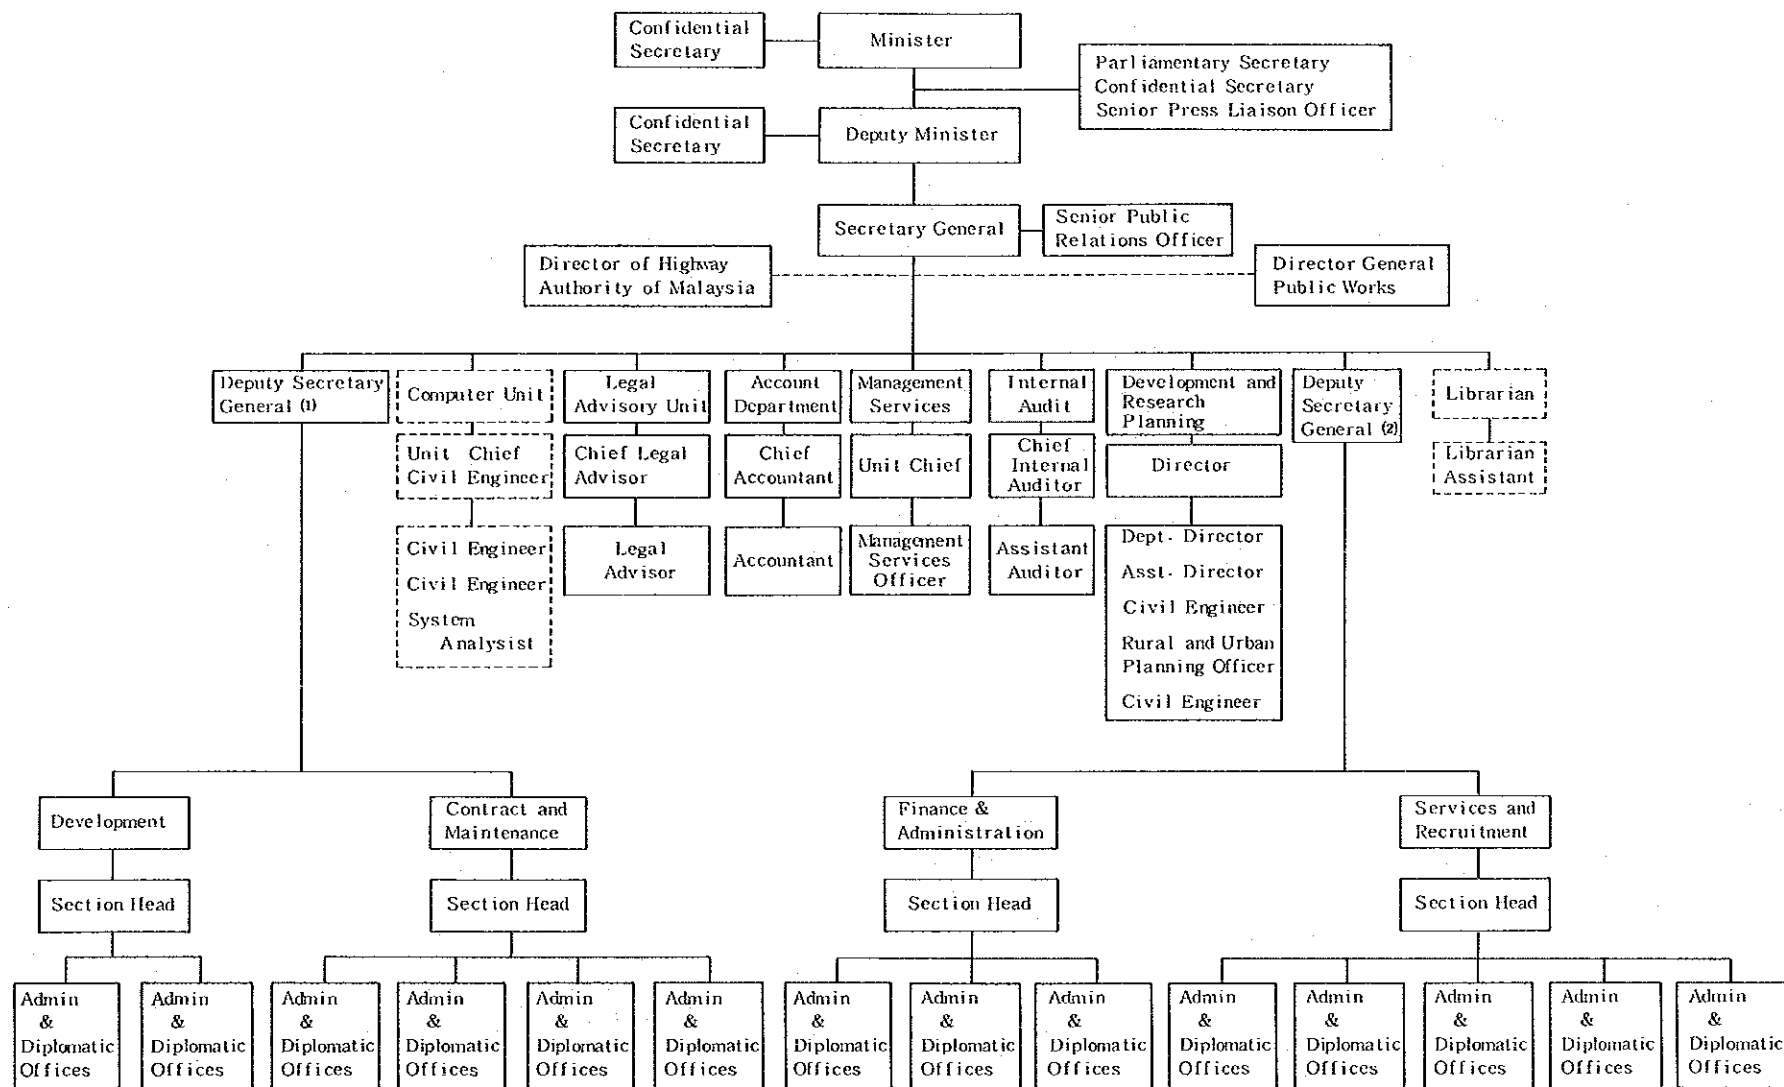 Confidential
Secretary
Minister
Parliamentary Secretary
Confidential Secretary
Senior Press Liaison Officer
Confidential
Secretary
Deputy Minister
Secretary General
Senior Public
Relations Officer
Director of Highway
Authority of Malaysia
Director General
Public Works
Deputy Secretary
General (1)
Computer Unit
Legal
Advisory Unit
Account
Department
Management
Services
Internal
Audit
Development and
Research
Planning
Deputy
Secretary
General (2)
Librarian
Unit Chief
Civil Engineer
Chief Legal
Advisor
Chief
Accountant
Unit Chief
Chief
Internal
Auditor
Director
Librarian
Assistant
Civil Engineer
Civil Engineer
System
Analysist
Legal
Advisor
Accountant
Management
Services
Officer
Assistant
Auditor
Dept. Director
Asst. Director
Civil Engineer
Rural and Urban
Planning Officer
Civil Engineer
Development
Contract and
Maintenance
Finance &
Administration
Services and
Recruitment
Section Head
Section Head
Section Head
Section Head
Admin
&
Diplomatic
Offices
Admin
&
Diplomatic
Offices
Admin
&
Diplomatic
Offices
Admin
&
Diplomatic
Offices
Admin
&
Diplomatic
Offices
Admin
&
Diplomatic
Offices
Admin
&
Diplomatic
Offices
Admin
&
Diplomatic
Offices
Admin
&
Diplomatic
Offices
Admin
&
Diplomatic
Offices
Admin
&
Diplomatic
Offices
Admin
&
Diplomatic
Offices
Admin
&
Diplomatic
Offices
Admin
&
Diplomatic
Offices